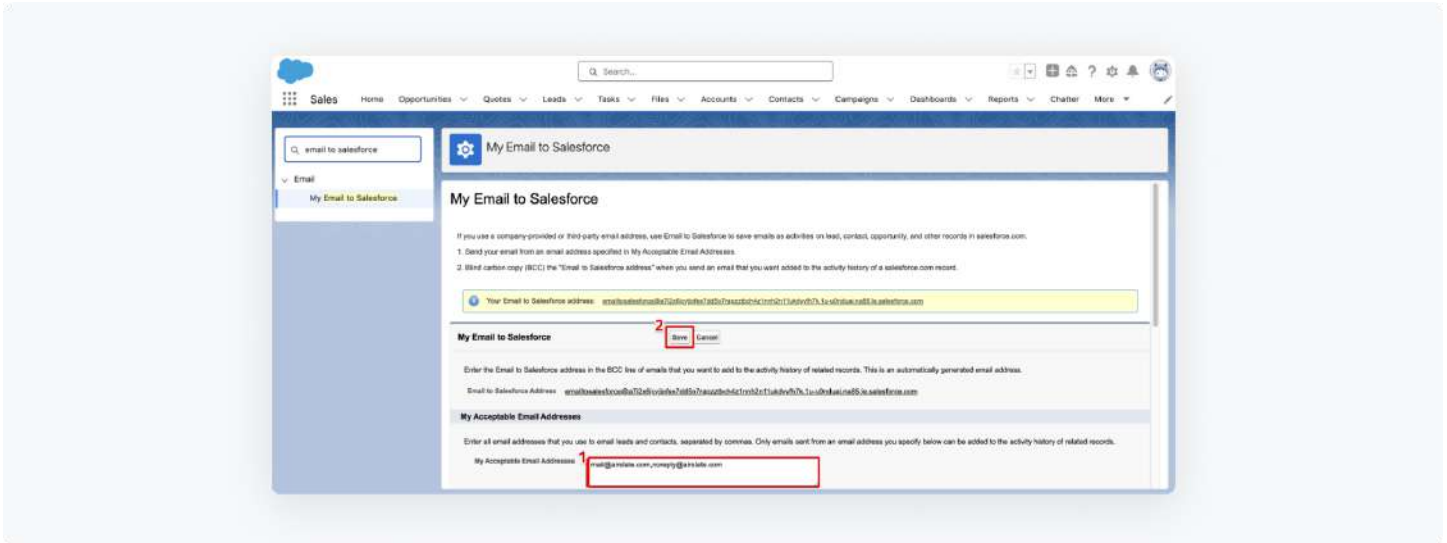 Search...
Sales Home Opportunities Quotes Leads Tasks Files Accounts Contacts Campaigns Dashboards Reports Chatter More
email to salesforce
My Email to Salesforce
Email
My Email to Salesforce
My Email to Salesforce
If you use a company-provided or third-party email address, use Email to Salesforce to save emails as activities on lead, contact, opportunity, and other records in salesforce.com.
1. Send your email from an email address specified in My Acceptable Email Addresses.
2. Blind carbon copy (BCC) the "Email to Salesforce address" when you send an email that you want added to the activity history of a salesforce.com record.
Your Email to Salesforce address:
My Email to Salesforce 2 Save Cancel
Enter the Email to Salesforce address in the BCC line of emails that you want to add to the activity history of related records. This is an automatically generated email address.
Email to Salesforce Address
My Acceptable Email Addresses
Enter all email addresses that you use to email leads and contacts, separated by commas. Only emails sent from an email address you specify below can be added to the activity history of related records.
My Acceptable Email Addresses 1 mail@airslate.com,noreply@airslate.com